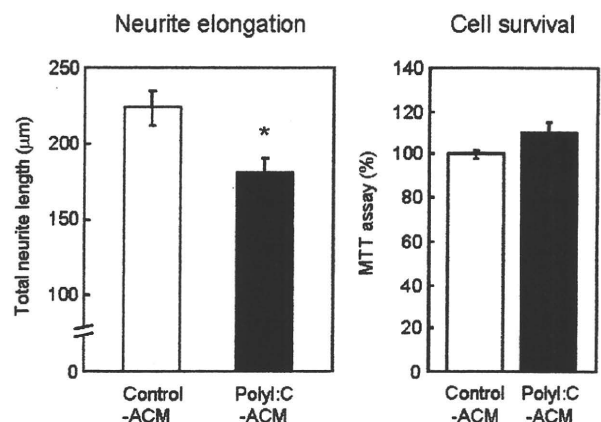 Neurite elongation
Total neurite length (μm)
250
200
150
100
0
*
Control
-ACM
PolyI:C
-ACM
Cell survival
MTT assay (%)
140
120
100
80
60
40
20
0
Control
-ACM
PolyI:C
-ACM